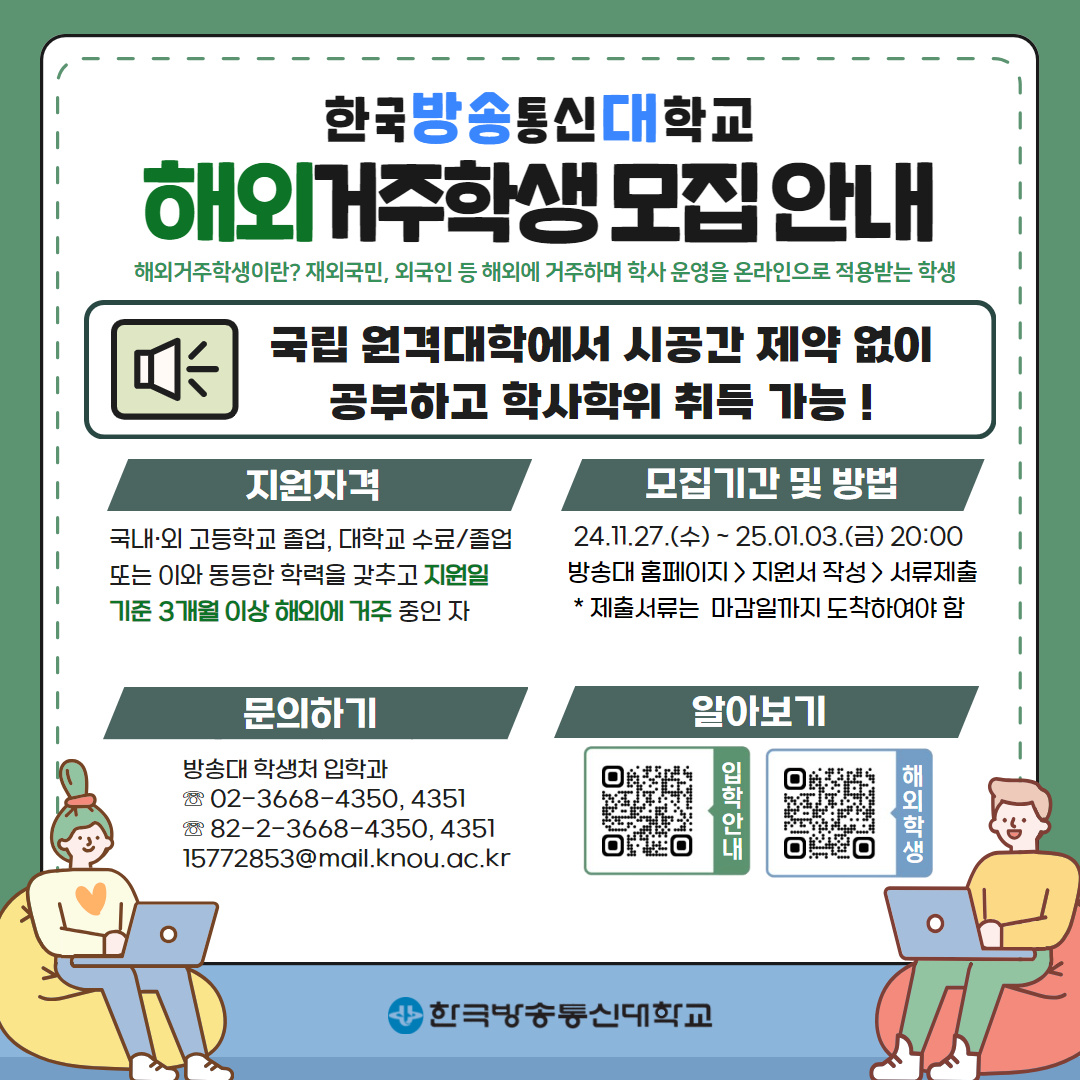 한국방송통신대학교
해외거주학생 모집 안내
해외거주학생이란? 재외국민, 외국인 등 해외에 거주하며 학사 운영을 온라인으로 적용받는 학생
국립 원격대학에서 시공간 제약 없이
공부하고 학사학위 취득 가능 !
지원자격
국내·외 고등학교 졸업, 대학교 수료/졸업
또는 이와 동등한 학력을 갖추고 지원일
기준 3개월 이상 해외에 거주 중인 자
모집기간 및 방법
24.11.27.(수) ~ 25.01.03.(금) 20:00
방송대 홈페이지 > 지원서 작성 > 서류제출
* 제출서류는 마감일까지 도착하여야 함
문의하기
방송대 학생처 입학과
☏ 02-3668-4350, 4351
☏ 82-2-3668-4350, 4351
15772853@mail.knou.ac.kr
알아보기
입학안내
해외학생
한국방송통신대학교